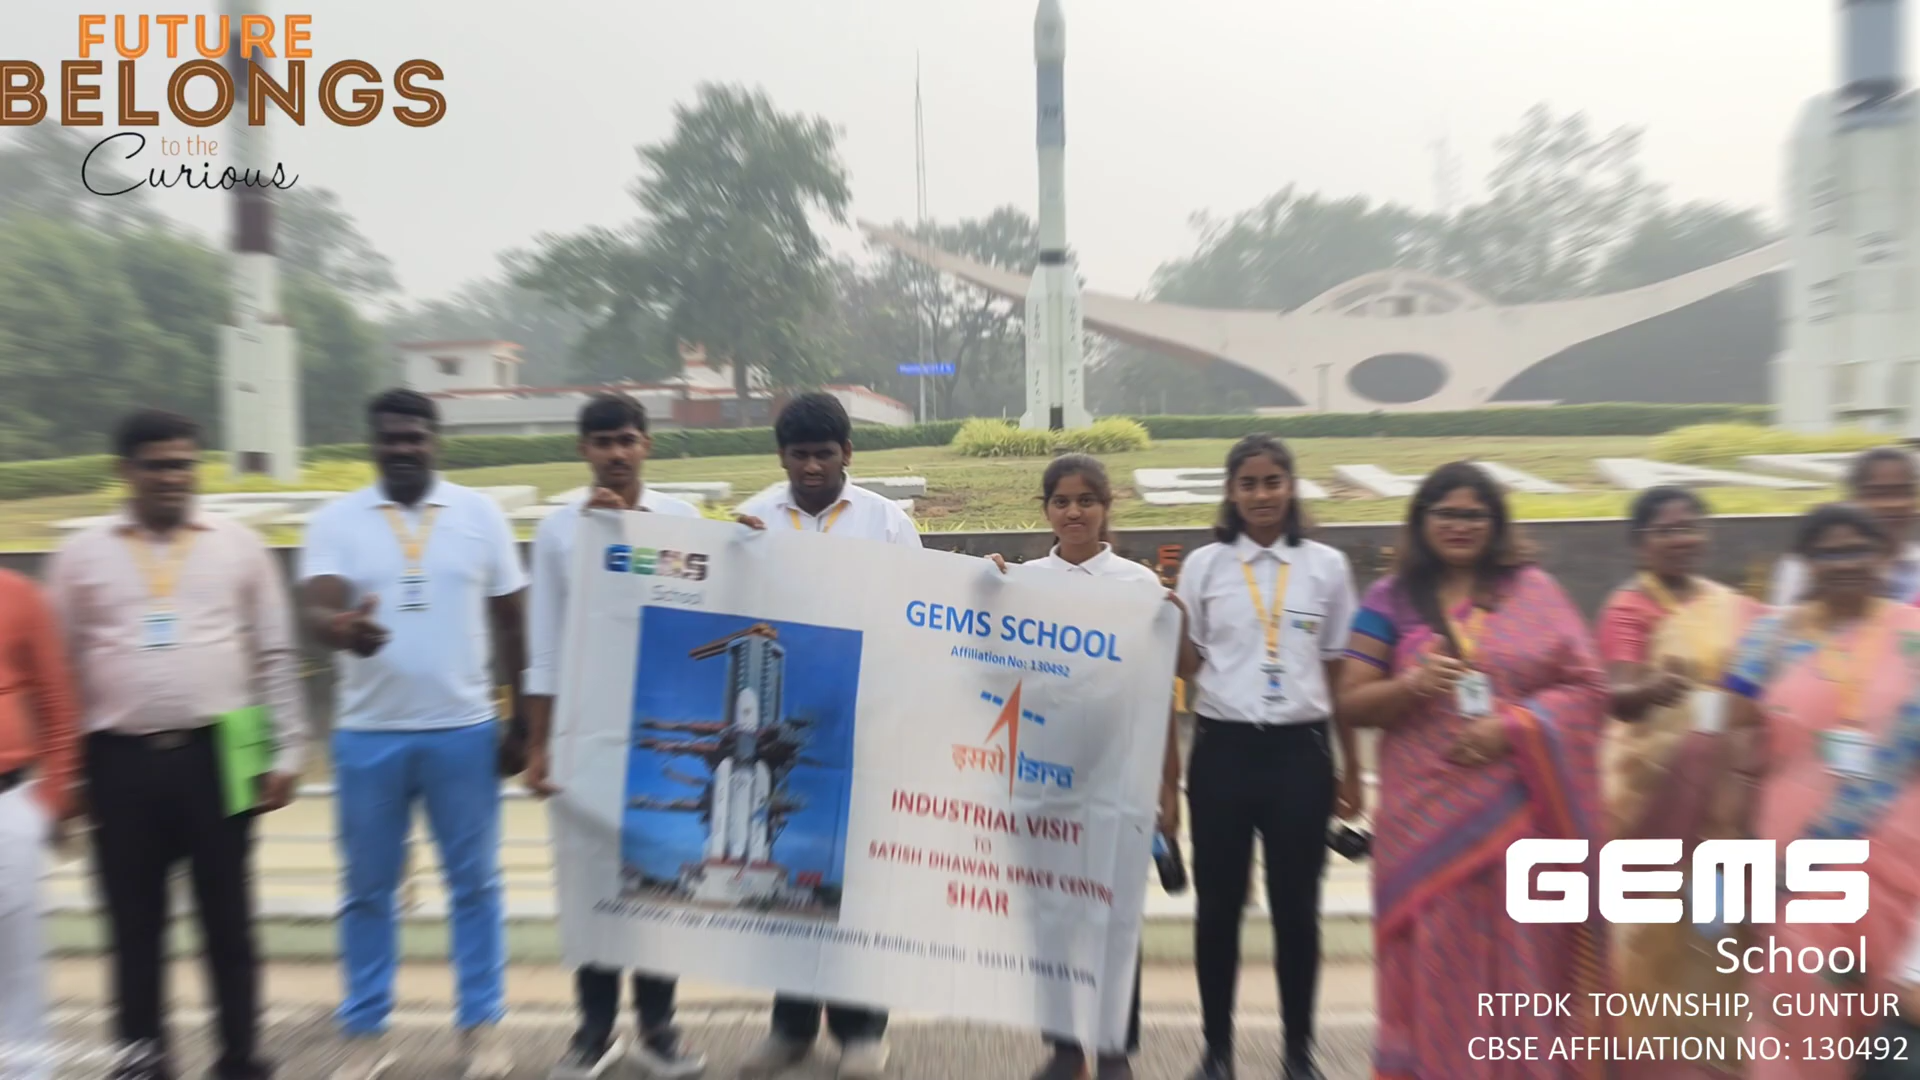 FUTURE
BELONGS
to the
Curious
GEMS
School
GEMS SCHOOL
Affiliation No: 130492
इसरो isro
INDUSTRIAL VISIT
TO
SATISH DHAWAN SPACE CENTRE
SHAR
GEMS
School
RTPDK TOWNSHIP, GUNTUR
CBSE AFFILIATION NO: 130492